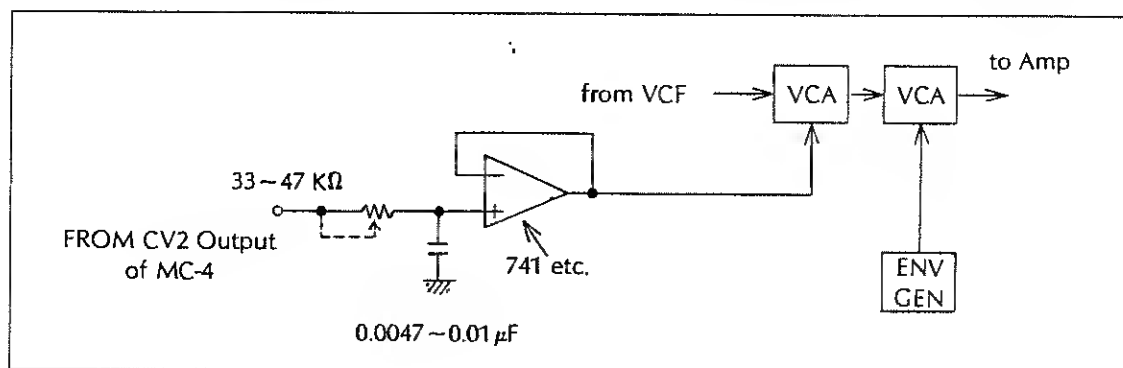 to Amp
from VCF
VCA
VCA
33~47 KΩ
FROM CV2 Output
of MC-4
−
+
741 etc.
ENV
GEN
0.0047~0.01 μF